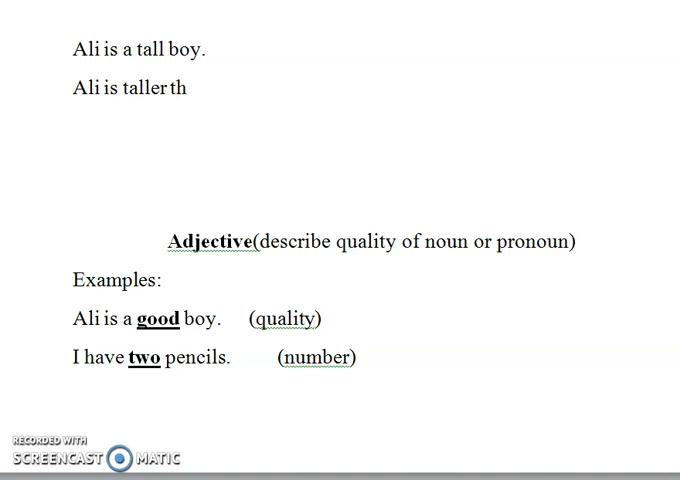 Ali is a tall boy.
Ali is taller th
Adjective(describe quality of noun or pronoun)
Examples:
Ali is a good boy. (quality)
I have two pencils. (number)
RECORDED WITH
SCREENCAST MATIC